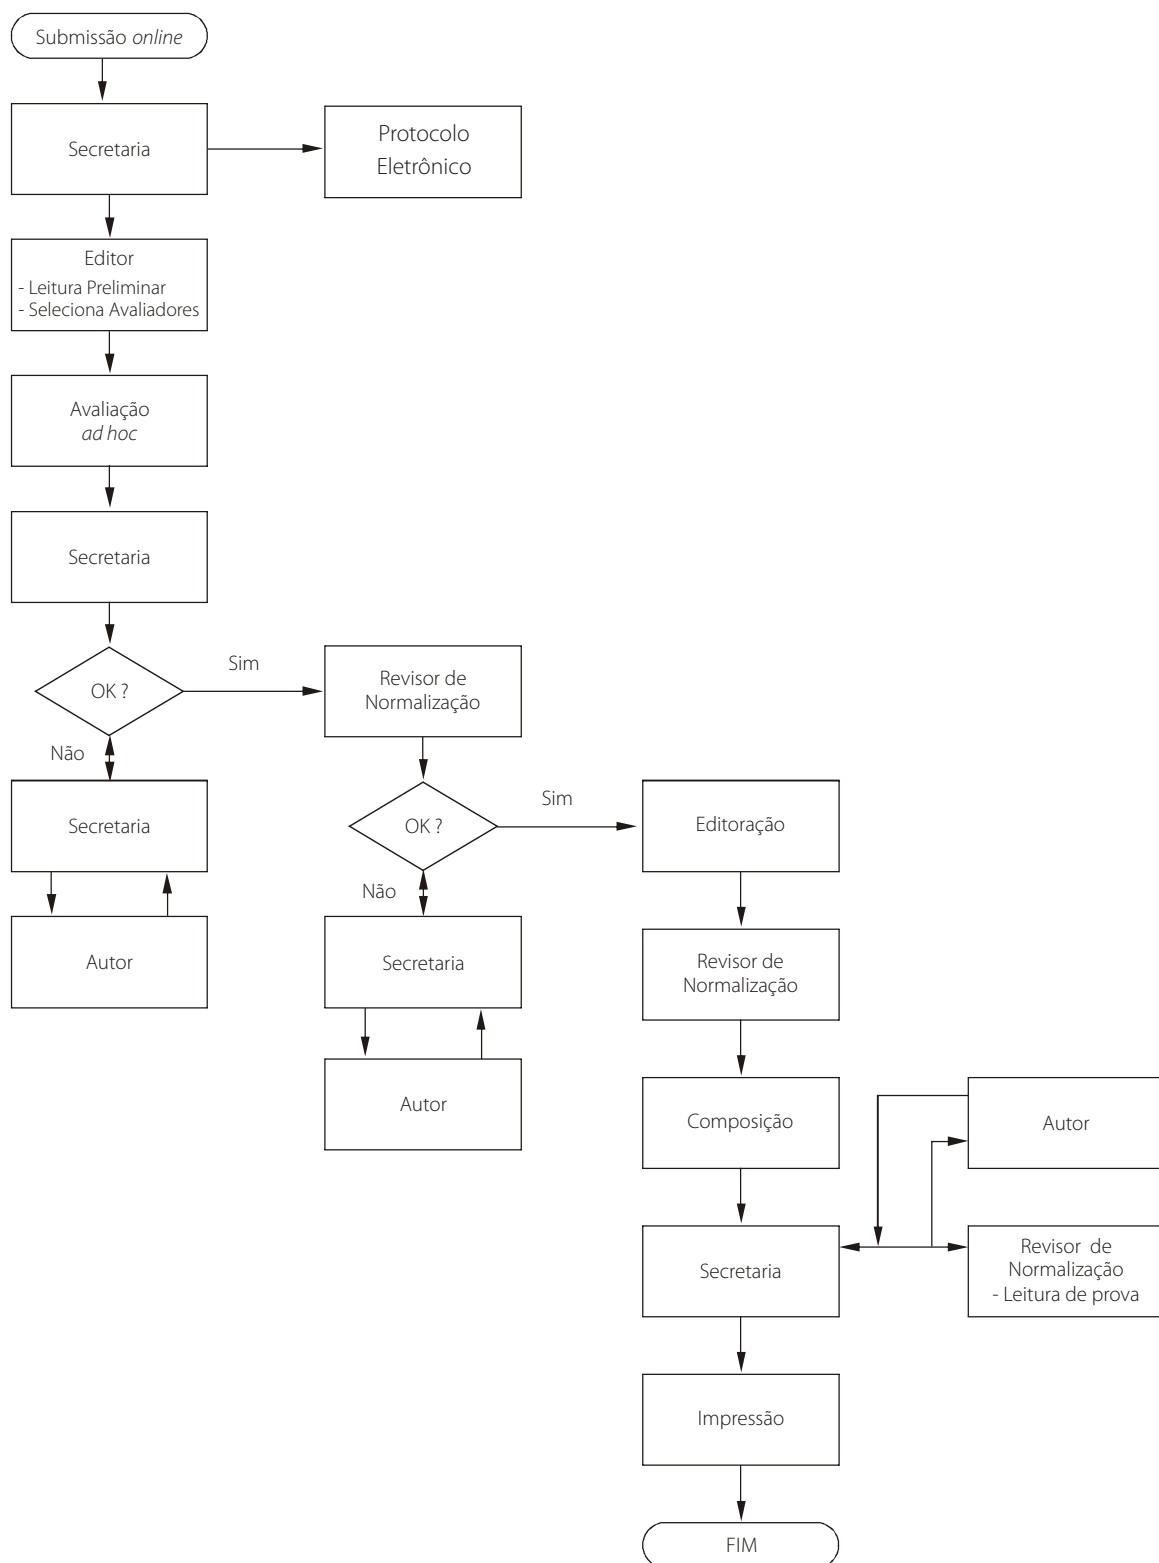 Submissão online
Secretaria
Protocolo
Eletrônico
Editor
- Leitura Preliminar
- Seleciona Avaliadores
Avaliação
ad hoc
Secretaria
OK ?
Sim
Revisor de
Normalização
Não
Secretaria
Autor
OK ?
Sim
Editoração
Não
Secretaria
Autor
Revisor de
Normalização
Composição
Autor
Secretaria
Revisor de
Normalização
- Leitura de prova
Impressão
FIM